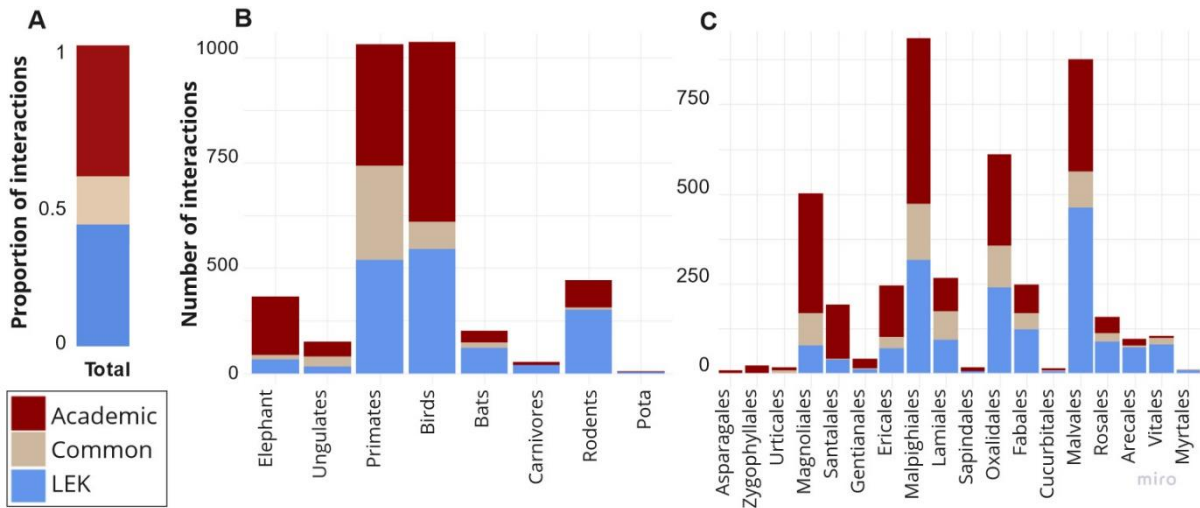 A
Proportion of interactions
1
0.5
0
Total
Academic
Common
LEK
B
Number of interactions
1000
750
500
250
0
Elephant
Ungulates
Primates
Birds
Bats
Carnivores
Rodents
Pota
C
750
500
250
0
Asparagales
Zygophyllales
Urticales
Magnoliales
Santalales
Gentianales
Ericales
Malpighiales
Lamiales
Sapindales
Oxalidales
Fabales
Cucurbitales
Malvales
Rosales
Arecales
Vitales
Myrtales
miro